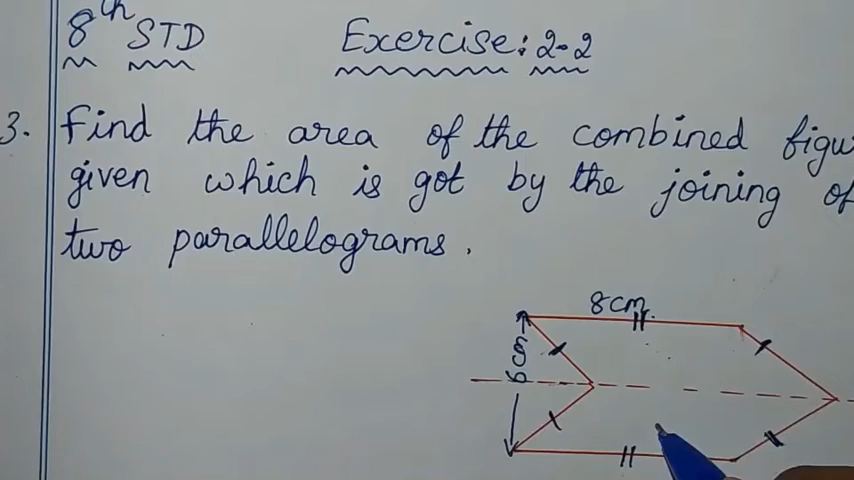 8th STD Exercise: 2.2
3. Find the area of the combined
given which is got by the joining of
two parallelograms.
8cm.
6cm